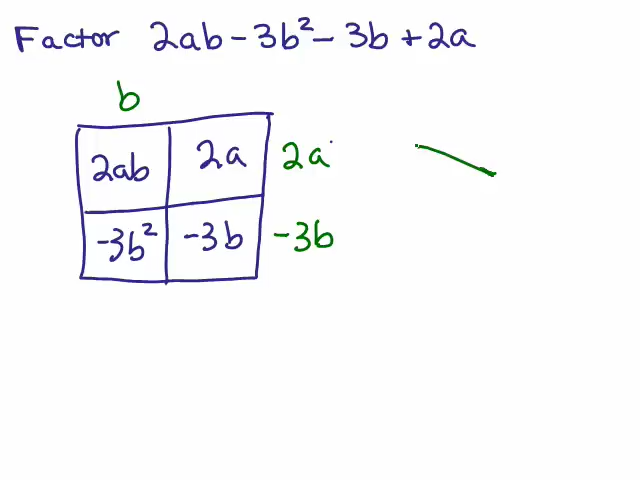 Factor 2ab - 3b² - 3b + 2a
b
2ab 2a 2a
-3b² -3b -3b